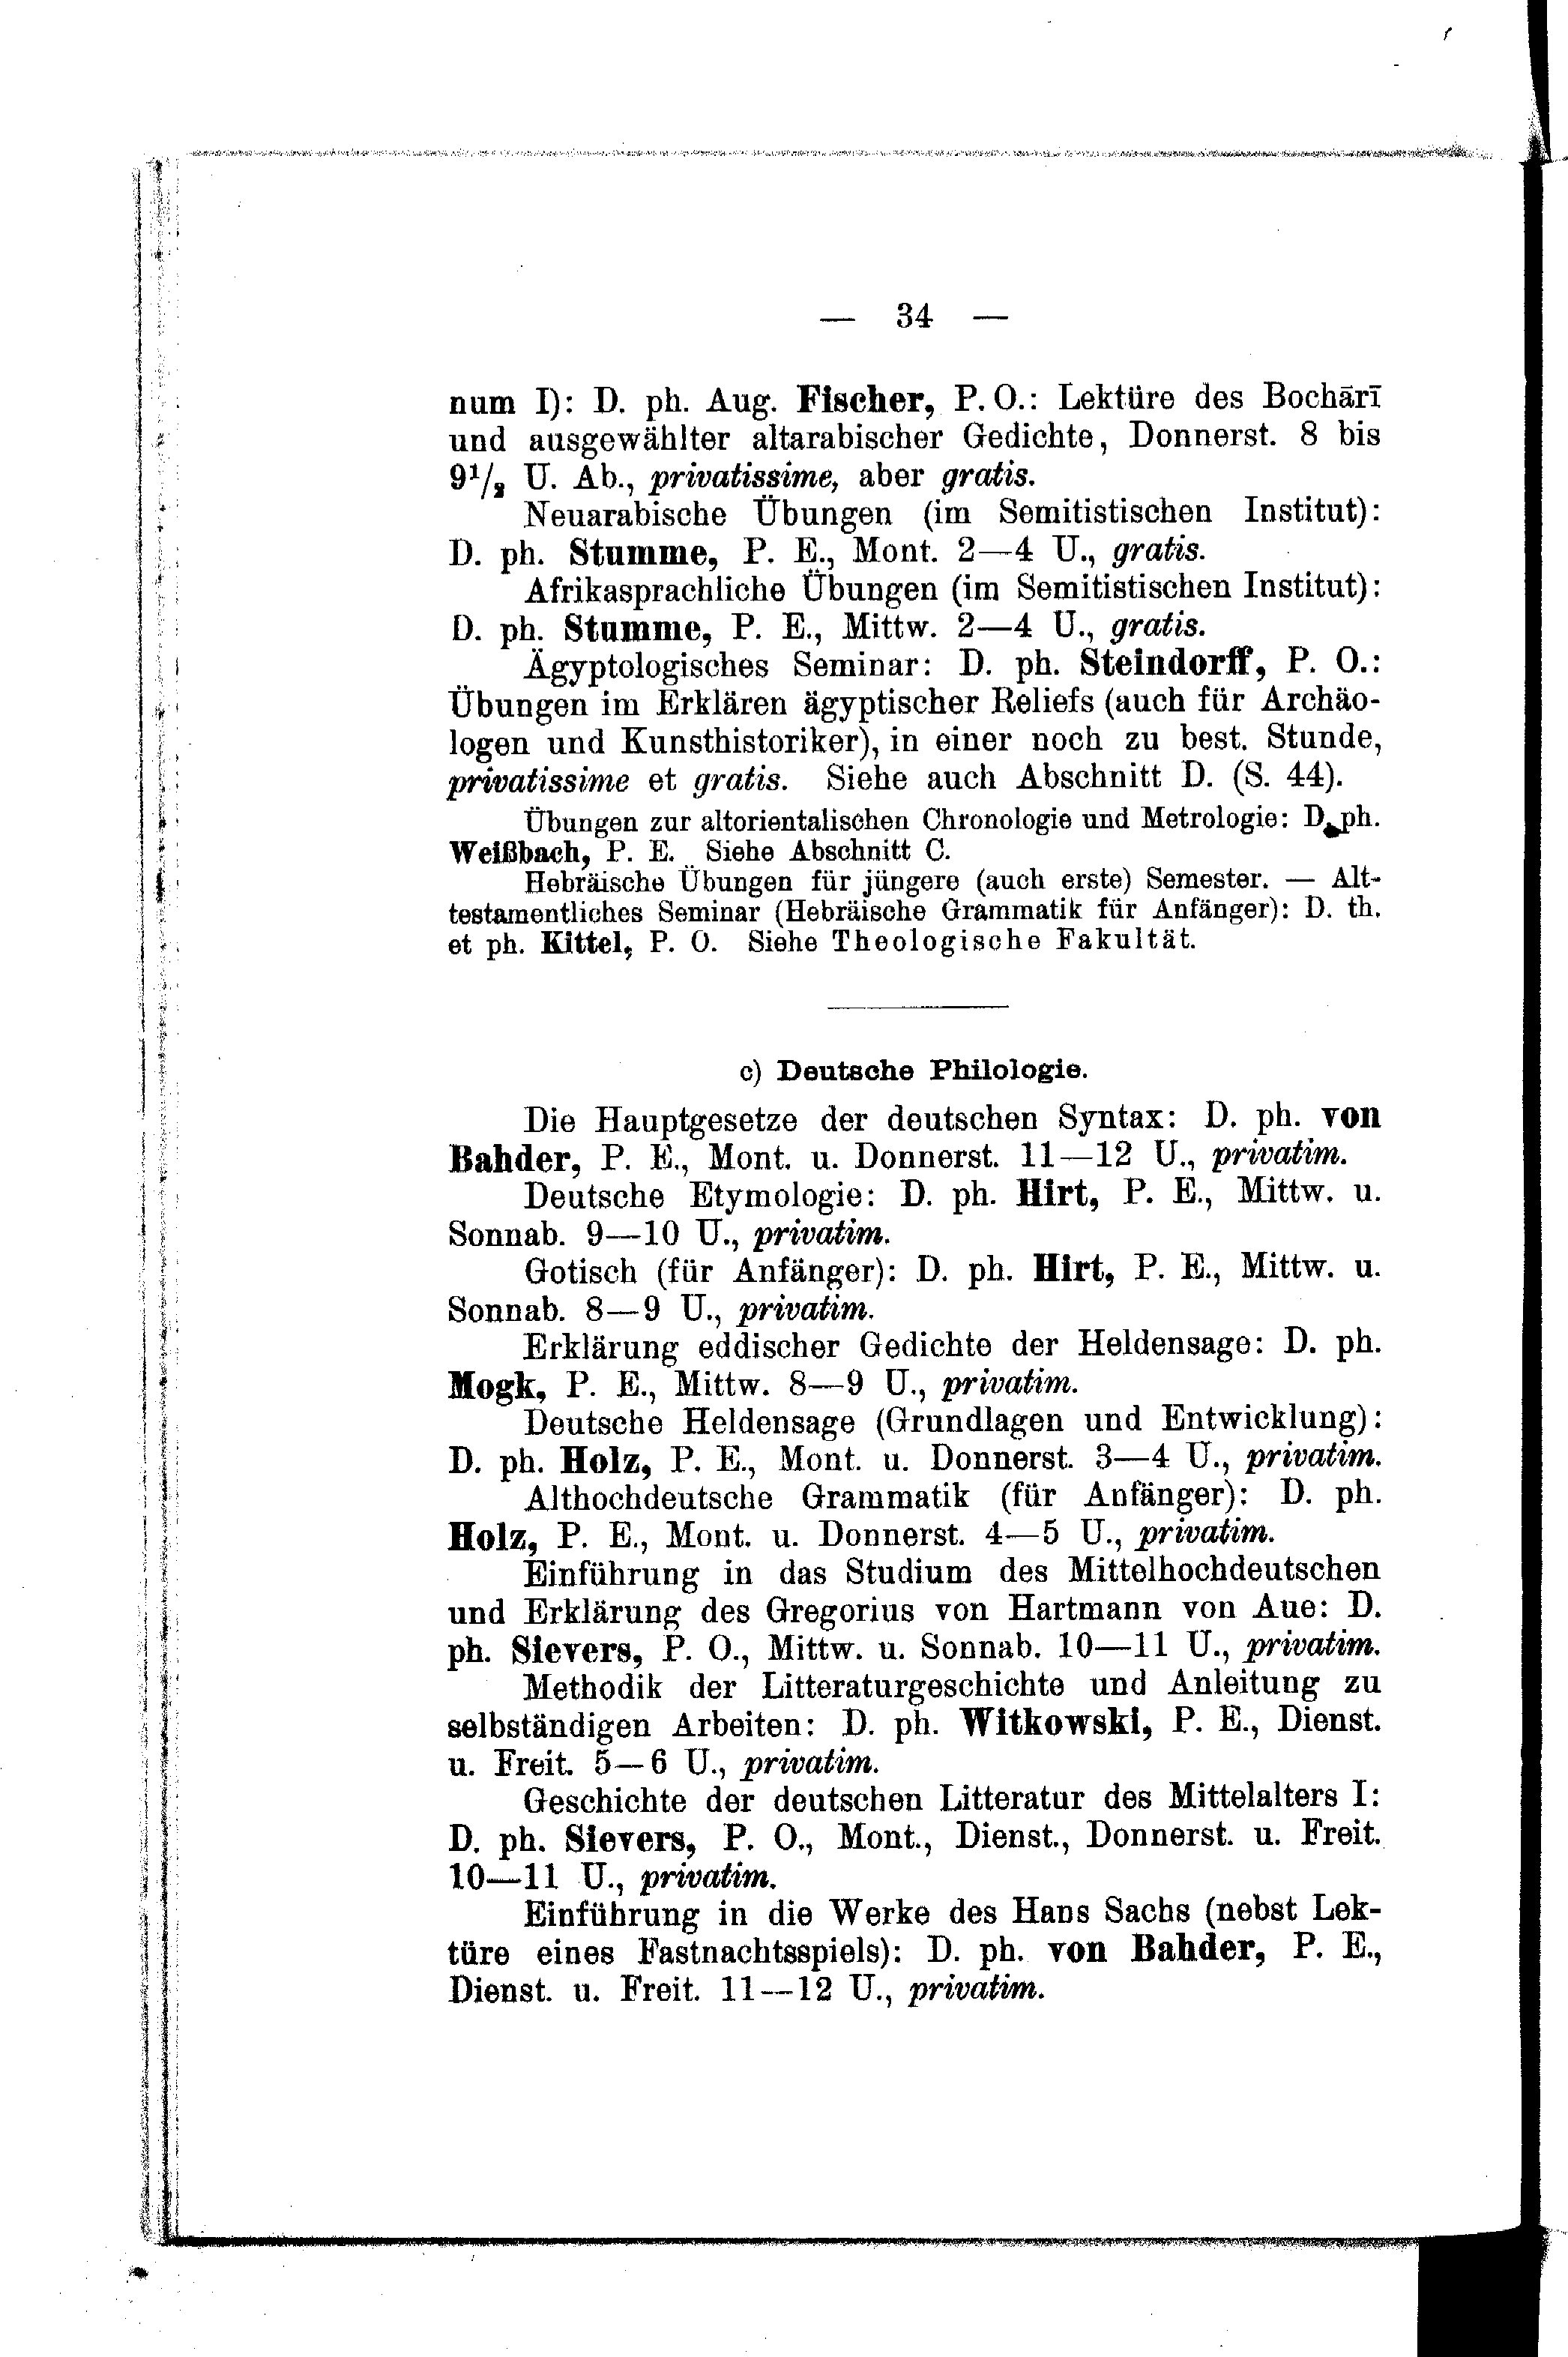 — 34 —
num I): D. ph. Aug. Fischer, P. O.: Lektüre des Bochārī
und ausgewählter altarabischer Gedichte, Donnerst. 8 bis
9½ U. Ab., privatissime, aber gratis.
Neuarabische Übungen (im Semitistischen Institut):
D. ph. Stumme, P. E., Mont. 2—4 U., gratis.
Afrikasprachliche Übungen (im Semitistischen Institut):
D. ph. Stumme, P. E., Mittw. 2—4 U., gratis.
Ägyptologisches Seminar: D. ph. Steindorff, P. O.:
Übungen im Erklären ägyptischer Reliefs (auch für Archäo-
logen und Kunsthistoriker), in einer noch zu best. Stunde,
privatissime et gratis. Siehe auch Abschnitt D. (S. 44).
Übungen zur altorientalischen Chronologie und Metrologie: D. ph.
Weißbach, P. E. Siehe Abschnitt C.
Hebräische Übungen für jüngere (auch erste) Semester. — Alt-
testamentliches Seminar (Hebräische Grammatik für Anfänger): D. th.
et ph. Kittel, P. O. Siehe Theologische Fakultät.
c) Deutsche Philologie.
Die Hauptgesetze der deutschen Syntax: D. ph. von
Bahder, P. E., Mont. u. Donnerst. 11—12 U., privatim.
Deutsche Etymologie: D. ph. Hirt, P. E., Mittw. u.
Sonnab. 9—10 U., privatim.
Gotisch (für Anfänger): D. ph. Hirt, P. E., Mittw. u.
Sonnab. 8—9 U., privatim.
Erklärung eddischer Gedichte der Heldensage: D. ph.
Mogk, P. E., Mittw. 8—9 U., privatim.
Deutsche Heldensage (Grundlagen und Entwicklung):
D. ph. Holz, P. E., Mont. u. Donnerst. 3—4 U., privatim.
Althochdeutsche Grammatik (für Anfänger): D. ph.
Holz, P. E., Mont. u. Donnerst. 4—5 U., privatim.
Einführung in das Studium des Mittelhochdeutschen
und Erklärung des Gregorius von Hartmann von Aue: D.
ph. Sievers, P. O., Mittw. u. Sonnab. 10—11 U., privatim.
Methodik der Litteraturgeschichte und Anleitung zu
selbständigen Arbeiten: D. ph. Witkowski, P. E., Dienst.
u. Freit. 5—6 U., privatim.
Geschichte der deutschen Litteratur des Mittelalters I:
D. ph. Sievers, P. O., Mont., Dienst., Donnerst. u. Freit.
10—11 U., privatim.
Einführung in die Werke des Hans Sachs (nebst Lek-
türe eines Fastnachtsspiels): D. ph. von Bahder, P. E.,
Dienst. u. Freit. 11—12 U., privatim.